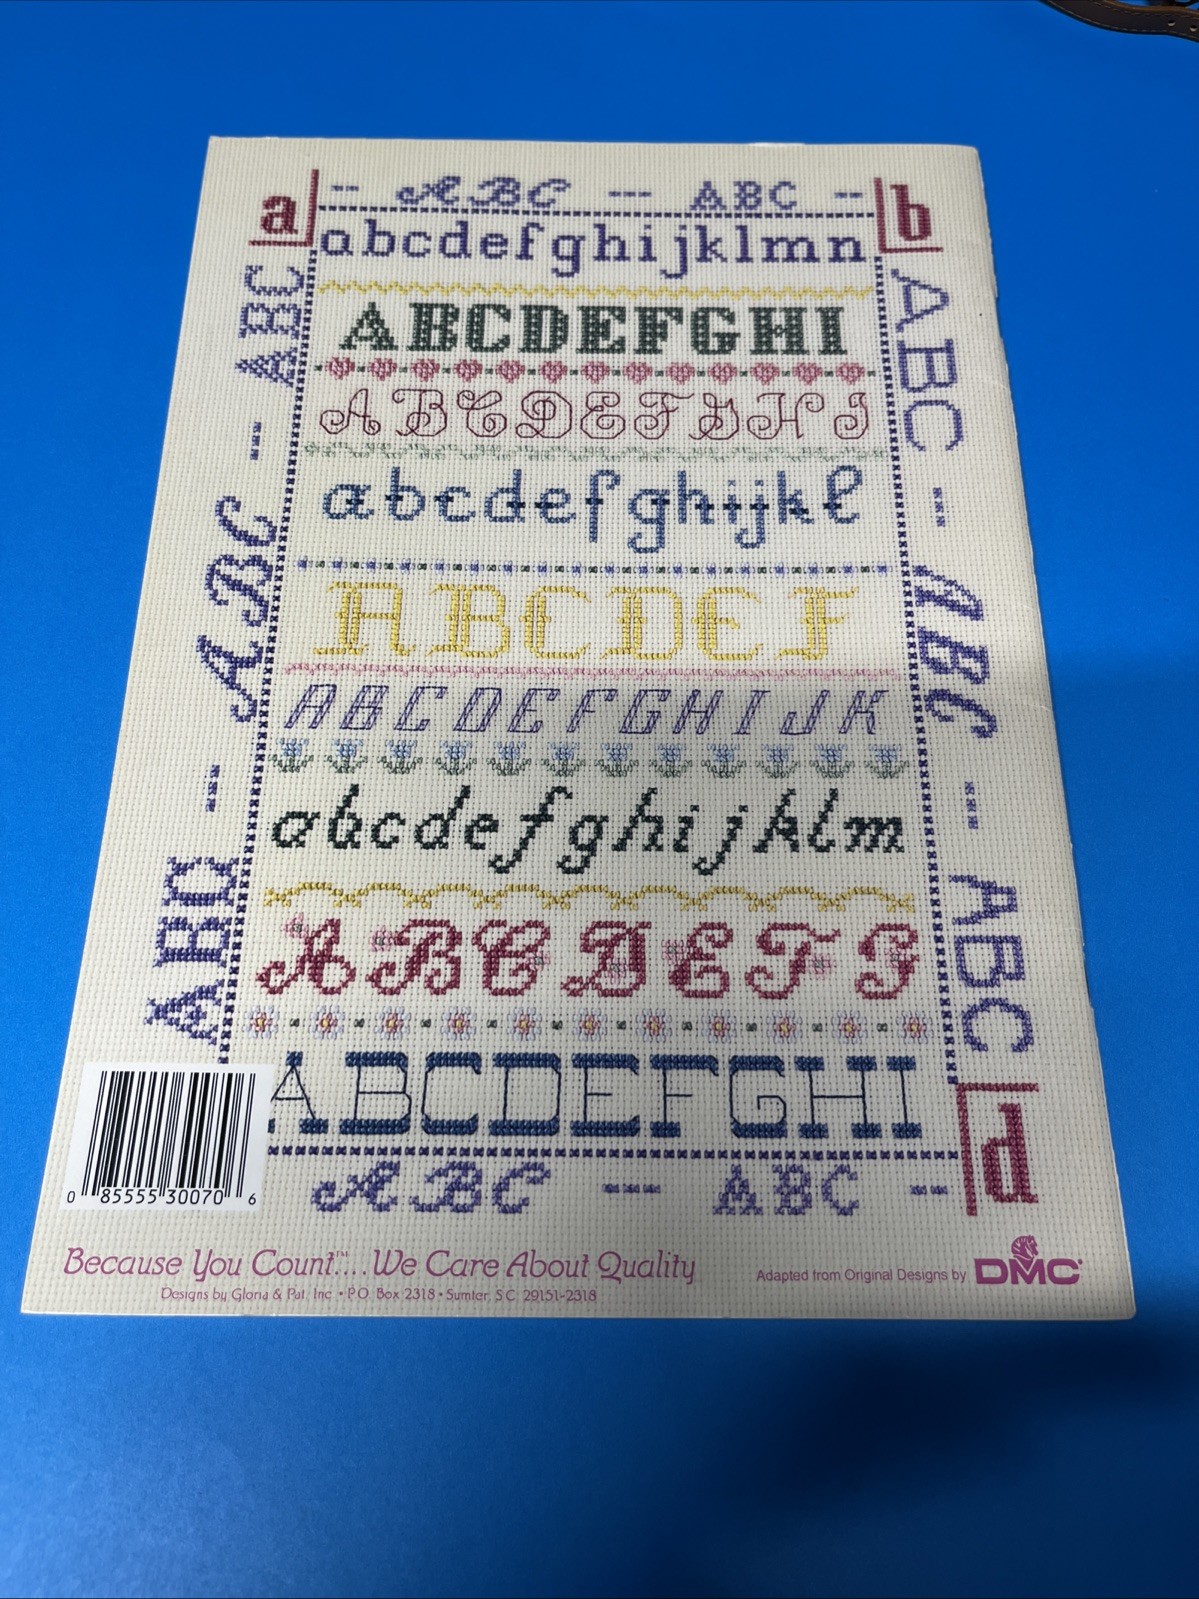 a -- ABC --- ABC -- b
abcdefghijklmn
ABCDEFGHI
ABCDEFGHI
abcdefghijkl
ABCDEF
ABCDEFGHIJK
abcdefghijklm
ABCDEFG
ABCDEFGHI
ABC --- ABC --
ABC --- ABC --- ABC
ABC --- ABC --- ABC
d
0 85555 30070 6
Because You Count™....We Care About Quality
Designs by Gloria & Pat, Inc • P.O. Box 2318 • Sumter, S.C. 29151-2318
Adapted from Original Designs by DMC®